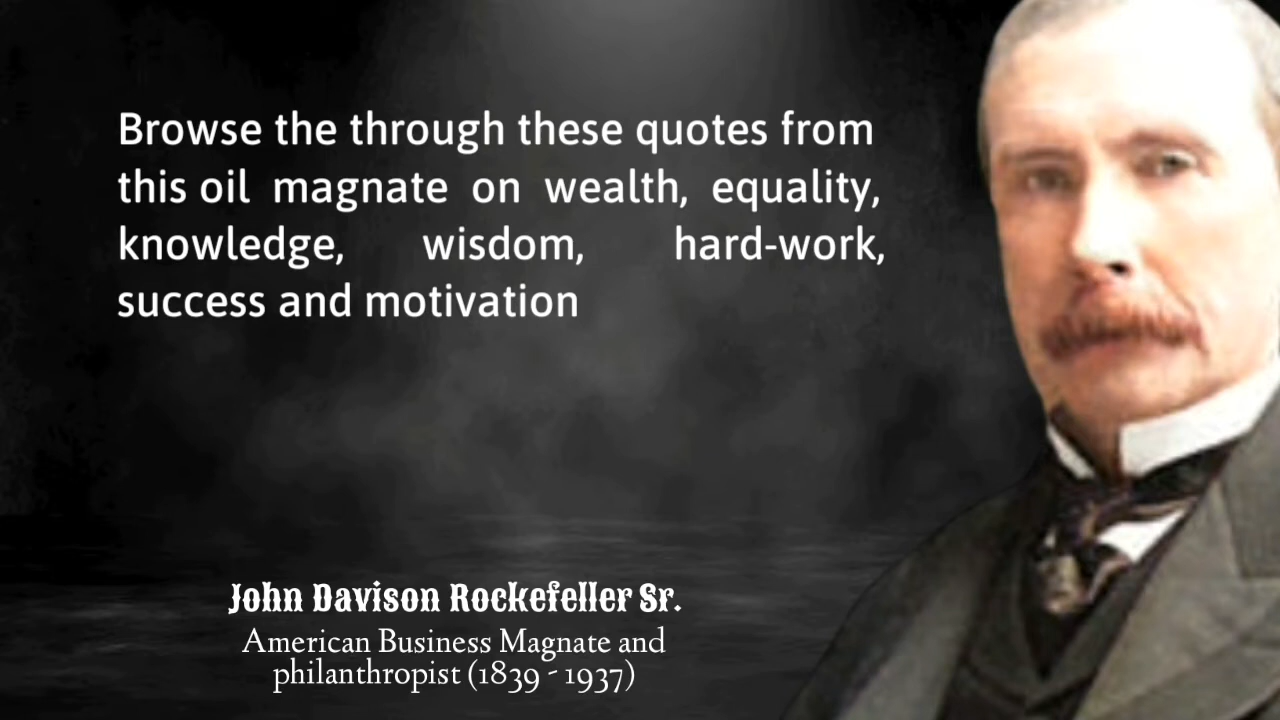 Browse the through these quotes from
this oil magnate on wealth, equality,
knowledge, wisdom, hard-work,
success and motivation
John Davison Rockefeller Sr.
American Business Magnate and
philanthropist (1839 - 1937)